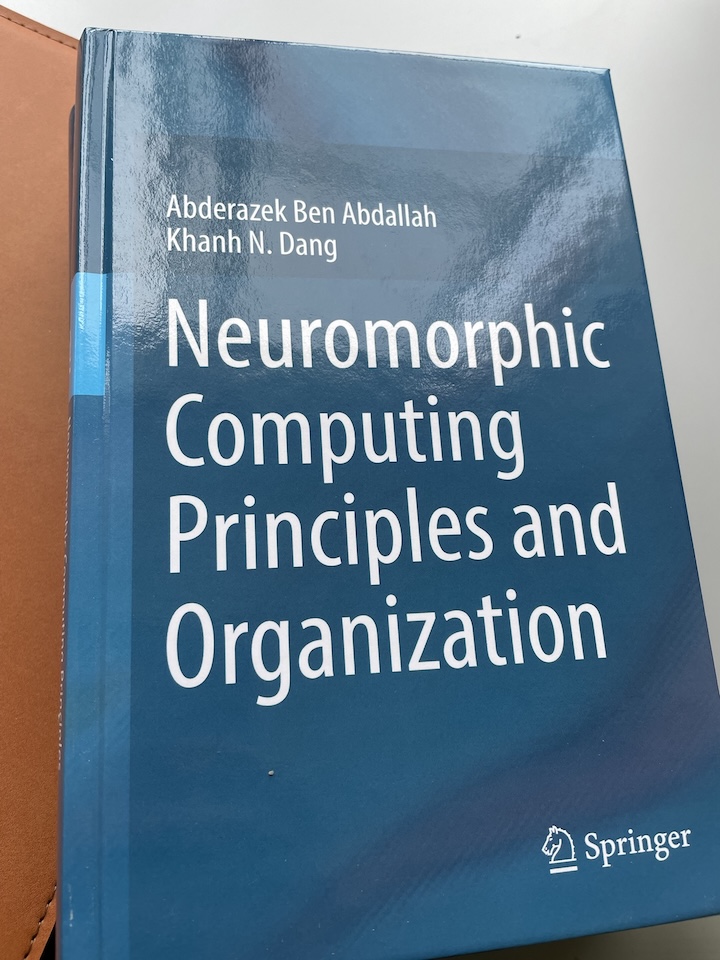 Abderazek Ben Abdallah
Khanh N. Dang
Neuromorphic
Computing
Principles and
Organization
Springer